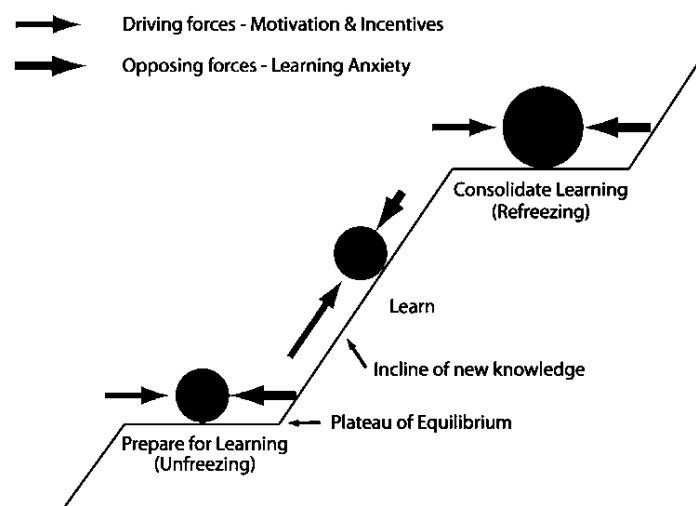 Driving forces - Motivation & Incentives
Opposing forces - Learning Anxiety
Consolidate Learning
(Refreezing)
Learn
Incline of new knowledge
Plateau of Equilibrium
Prepare for Learning
(Unfreezing)